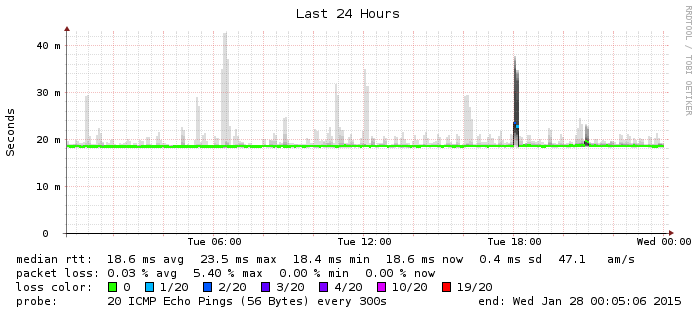 Last 24 Hours
RRDTOOL / TOBI OETIKER
Seconds
40 m
30 m
20 m
10 m
0
Tue 06:00 Tue 12:00 Tue 18:00 Wed 00:00
median rtt: 18.6 ms avg 23.5 ms max 18.4 ms min 18.6 ms now 0.4 ms sd 47.1 am/s
packet loss: 0.03 % avg 5.40 % max 0.00 % min 0.00 % now
loss color: 0 1/20 2/20 3/20 4/20 10/20 19/20
probe: 20 ICMP Echo Pings (56 Bytes) every 300s end: Wed Jan 28 00:05:06 2015